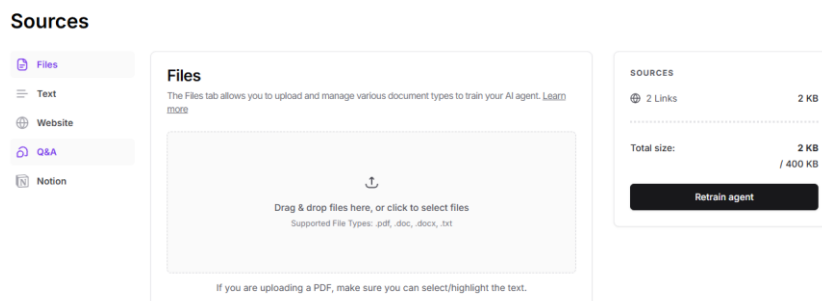 Sources
Files
Text
Website
Q&A
Notion
Files
The Files tab allows you to upload and manage various document types to train your AI agent. Learn
more
Drag & drop files here, or click to select files
Supported File Types: .pdf, .doc, .docx, .txt
If you are uploading a PDF, make sure you can select/highlight the text.
SOURCES
2 Links 2 KB
Total size: 2 KB
/ 400 KB
Retrain agent